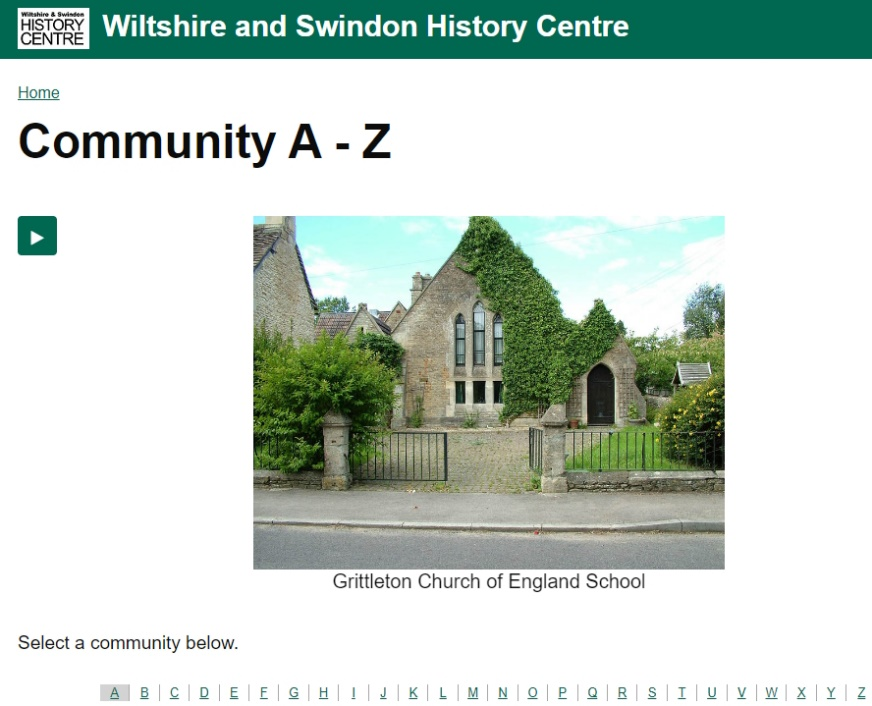 Wiltshire & Swindon
HISTORY
CENTRE
Wiltshire and Swindon History Centre
Home
Community A - Z
Grittleton Church of England School
Select a community below.
A | B | C | D | E | F | G | H | I | J | K | L | M | N | O | P | Q | R | S | T | U | V | W | X | Y | Z